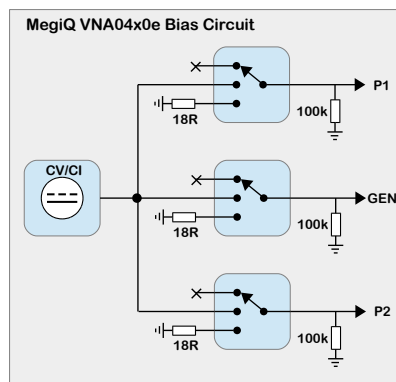 MegiQ VNA04x0e Bias Circuit
P1
18R
100k
CV/CI
GEN
18R
100k
P2
18R
100k